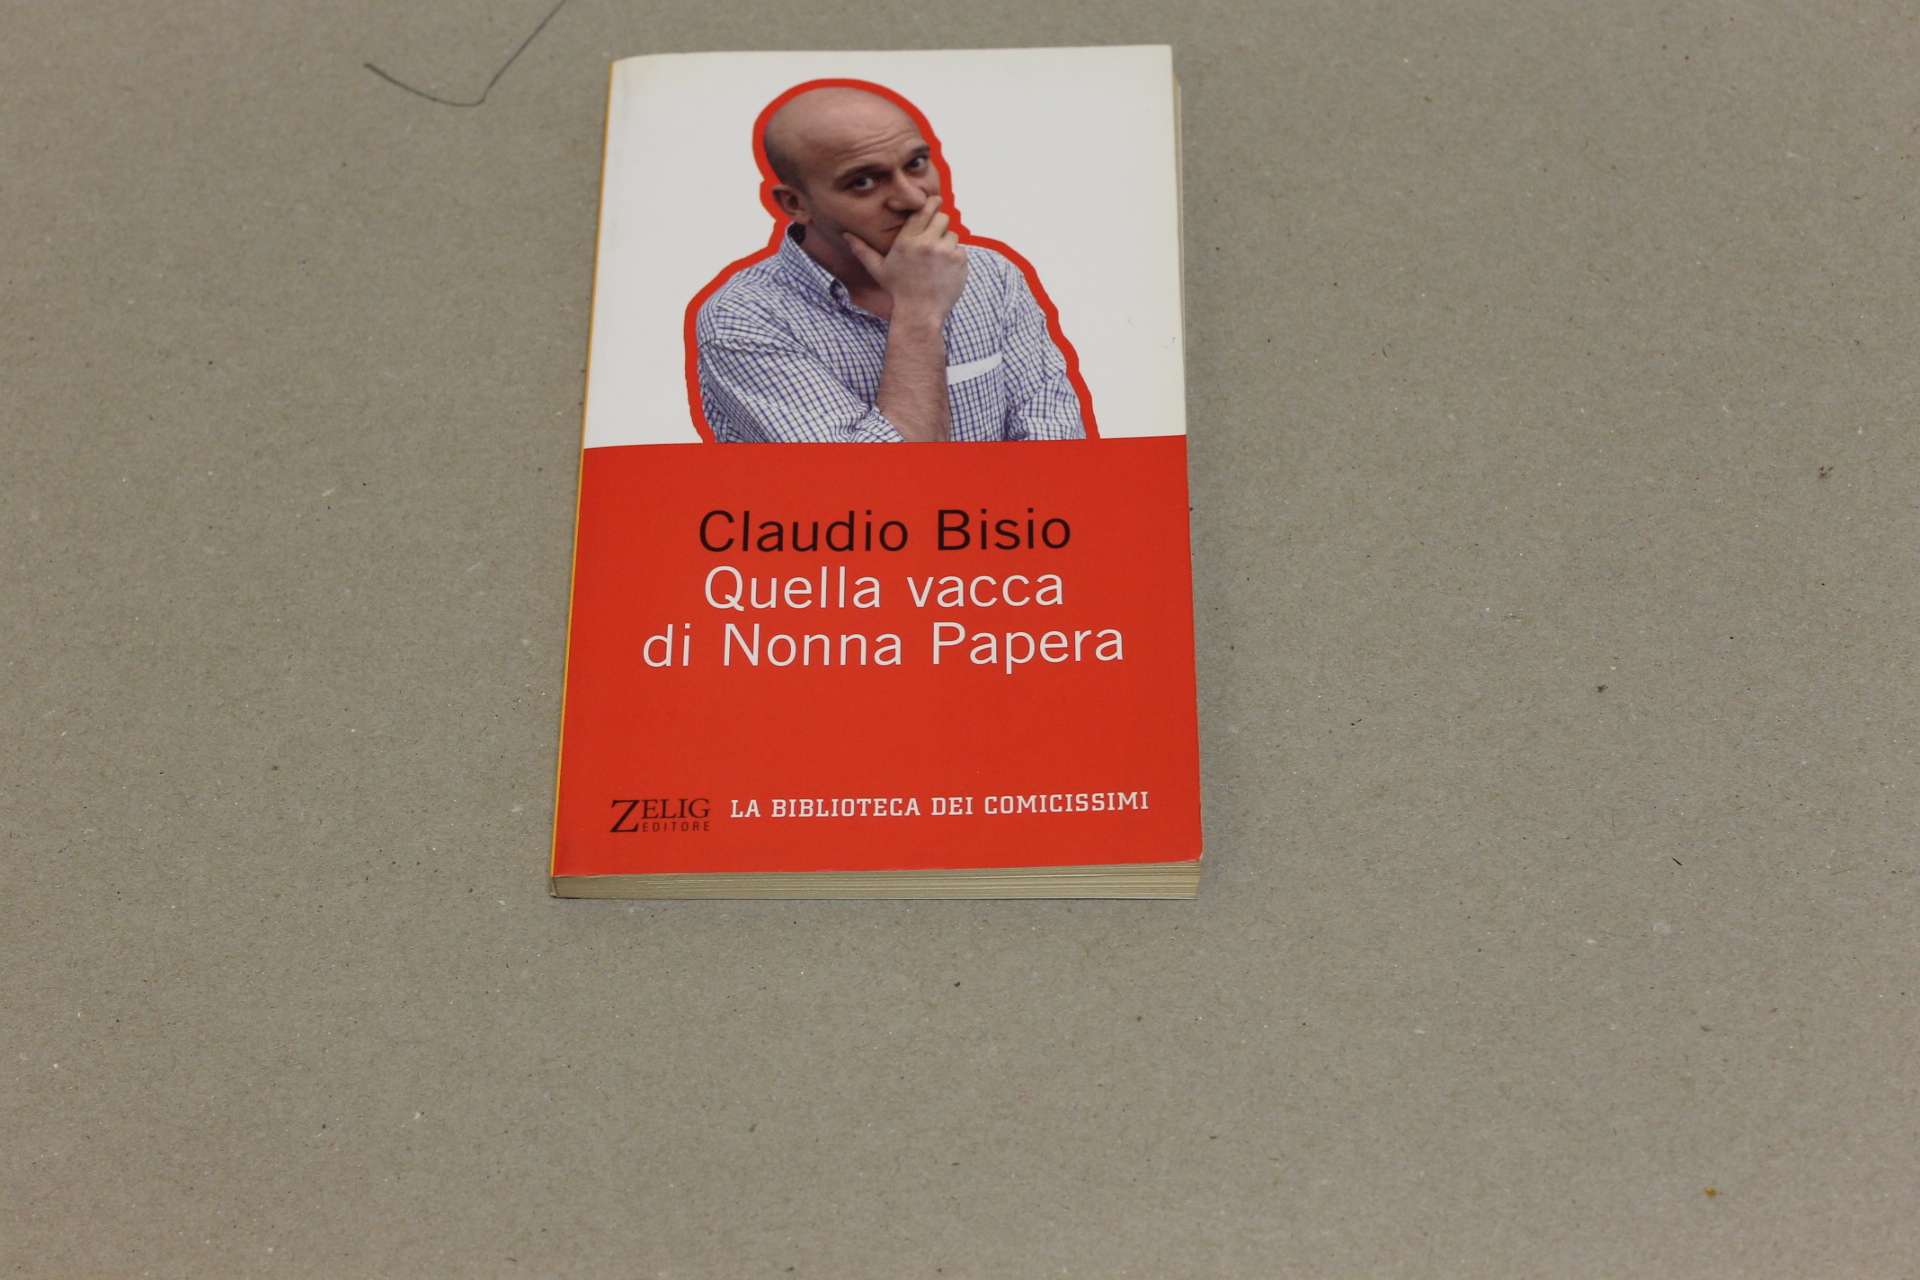 Claudio Bisio
Quella vacca
di Nonna Papera
ZELIG
EDITORE
LA BIBLIOTECA DEI COMICISSIMI